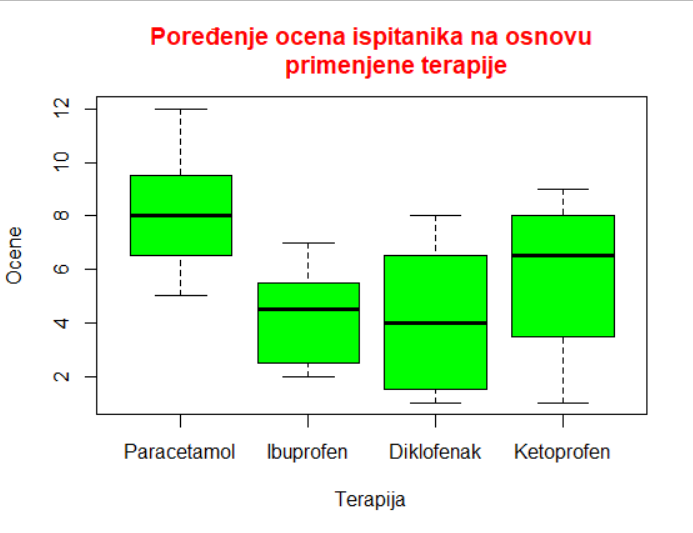 Poređenje ocena ispitanika na osnovu
primenjene terapije
Ocene
12
10
8
6
4
2
Paracetamol Ibuprofen Diklofenak Ketoprofen
Terapija